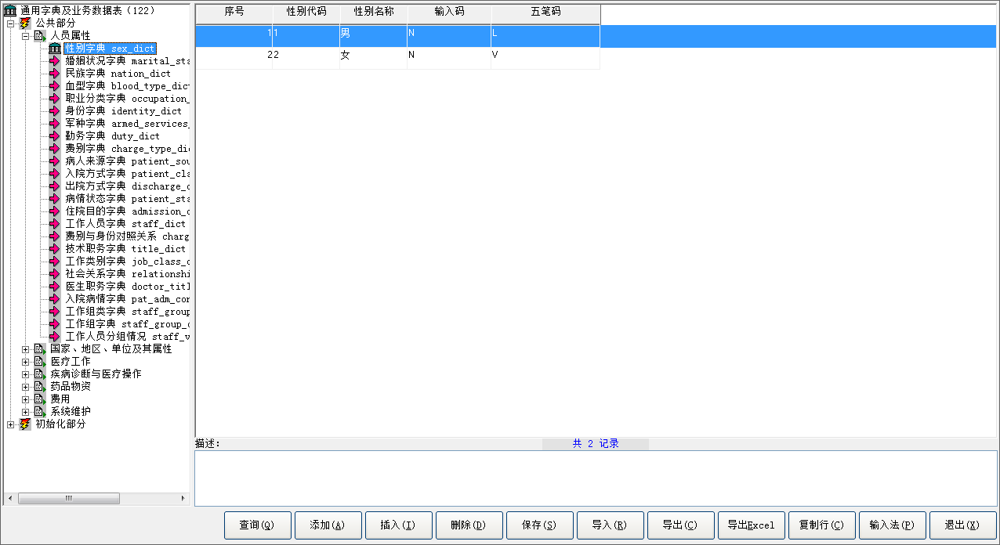 通用字典及业务数据表（122）
公共部分
人员属性
性别字典 sex_dict
婚姻状况字典 marital_sta
民族字典 nation_dict
血型字典 blood_type_dic
职业分类字典 occupation_
身份字典 identity_dict
军种字典 armed_services_
勤务字典 duty_dict
费别字典 charge_type_di
病人来源字典 patient_sou
入院方式字典 patient_cla
出院方式字典 discharge_
病情状态字典 patient_sta
住院目的字典 admission_
工作人员字典 staff_dict
费别与身份对照关系 charg
技术职务字典 title_dict
工作类别字典 job_class_
社会关系字典 relationshi
医生职务字典 doctor_titl
入院病情字典 pat_adm_con
工作组类字典 staff_group
工作组字典 staff_group_
工作人员分组情况 staff_v
国家、地区、单位及其属性
医疗工作
疾病诊断与医疗操作
药品物资
费用
系统维护
初始化部分
序号 性别代码 性别名称 输入码 五笔码
1 1 男 N L
2 2 女 N V
描述: 共 2 记录
查询(Q) 添加(A) 插入(I) 删除(D) 保存(S) 导入(R) 导出(C) 导出Excel 复制行(C) 输入法(P) 退出(X)